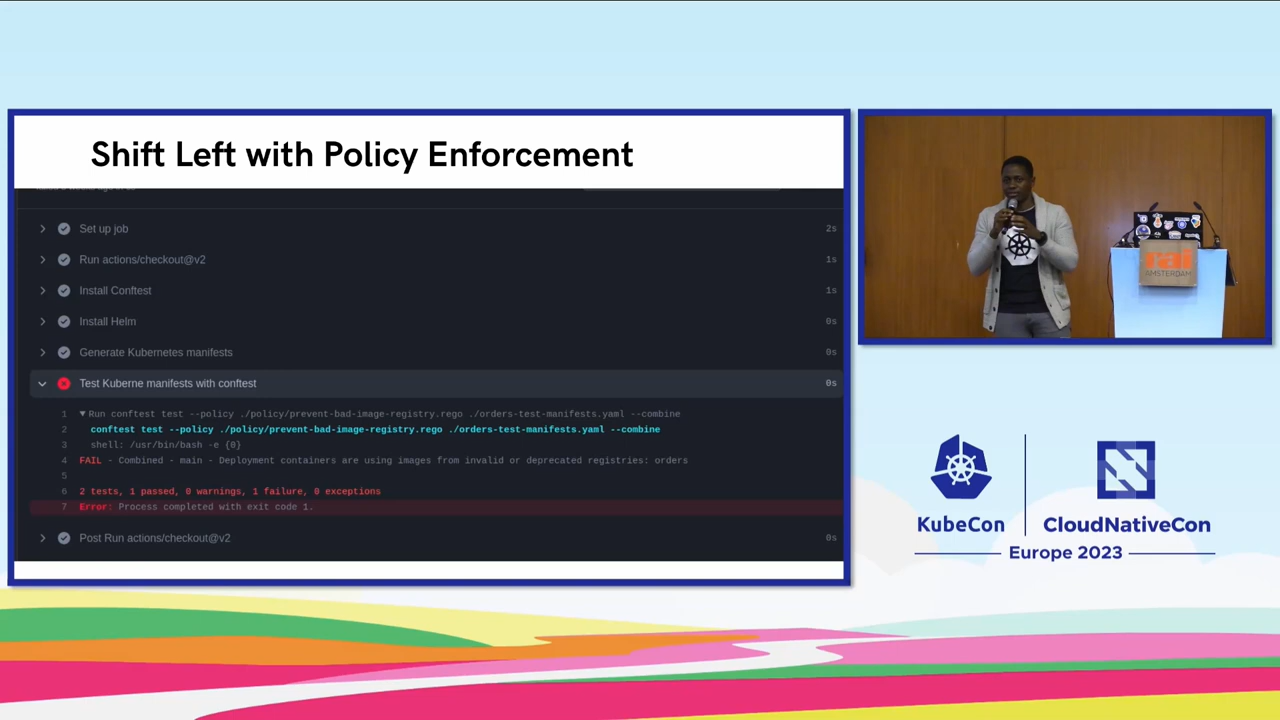 Shift Left with Policy Enforcement
Set up job 2s
Run actions/checkout@v2 1s
Install Conftest 1s
Install Helm 0s
Generate Kubernetes manifests 0s
Test Kuberne manifests with conftest 0s
1 Run conftest test --policy ./policy/prevent-bad-image-registry.rego ./orders-test-manifests.yaml --combine
2 conftest test --policy ./policy/prevent-bad-image-registry.rego ./orders-test-manifests.yaml --combine
3 shell: /usr/bin/bash -e {0}
4 FAIL - Combined - main - Deployment containers are using images from invalid or deprecated registries: orders
5
6 2 tests, 1 passed, 0 warnings, 1 failure, 0 exceptions
7 Error: Process completed with exit code 1.
Post Run actions/checkout@v2 0s
rai
AMSTERDAM
KubeCon
CloudNativeCon
Europe 2023